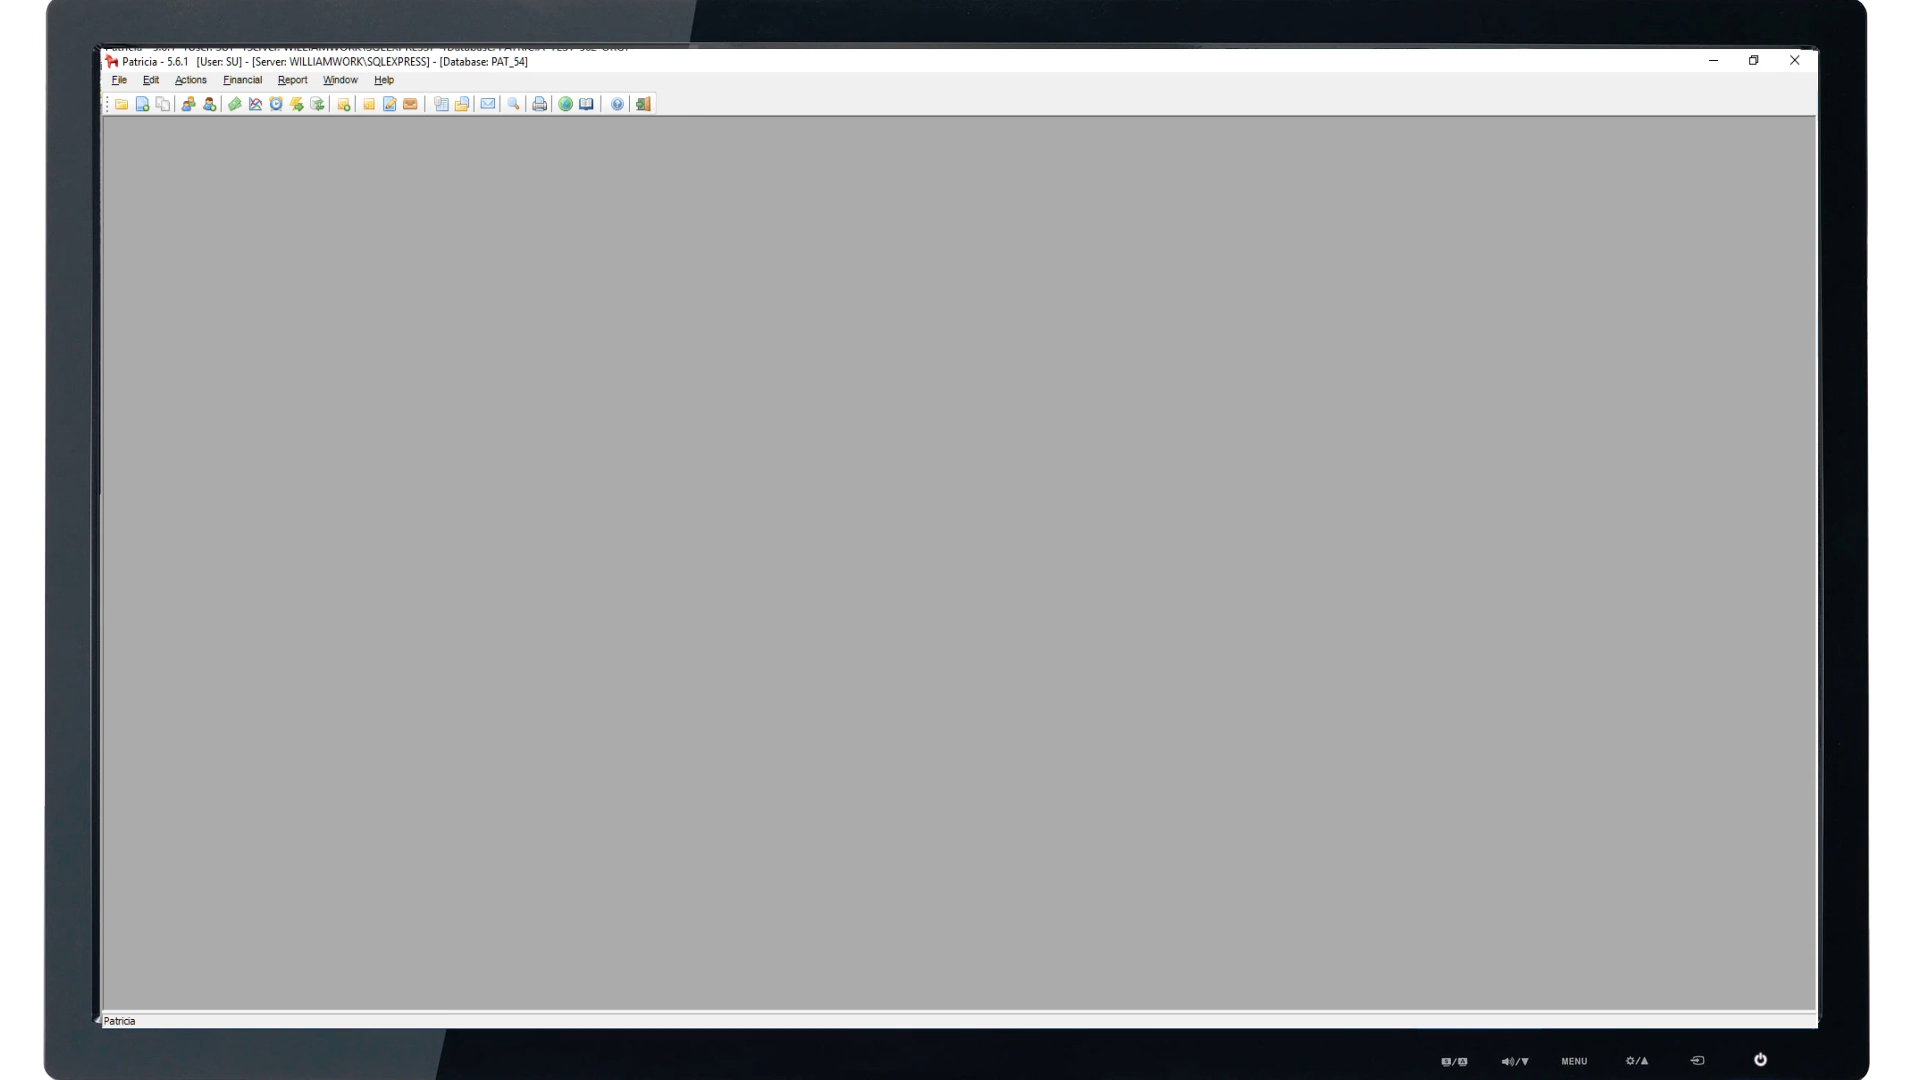 Patricia - 5.6.1 [User: SU] - [Server: WILLIAMWORK\SQLEXPRESS] - [Database: PAT_54]
File Edit Actions Financial Report Window Help
Patricia
MENU